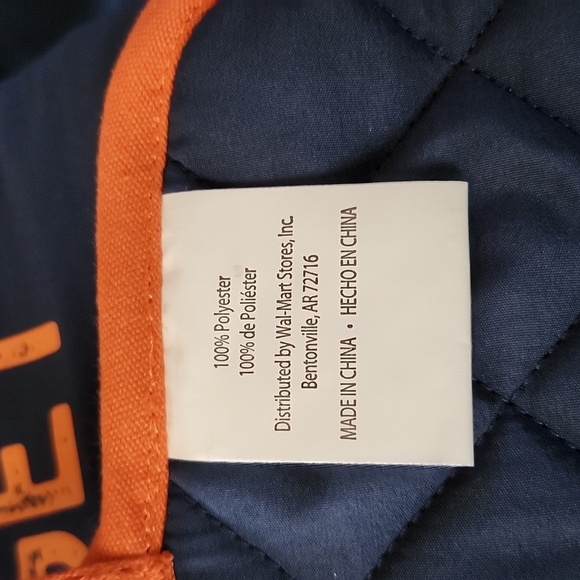 100% Polyester
100% de Poliéster
Distributed by Wal-Mart Stores, Inc.
Bentonville, AR 72716
MADE IN CHINA • HECHO EN CHINA